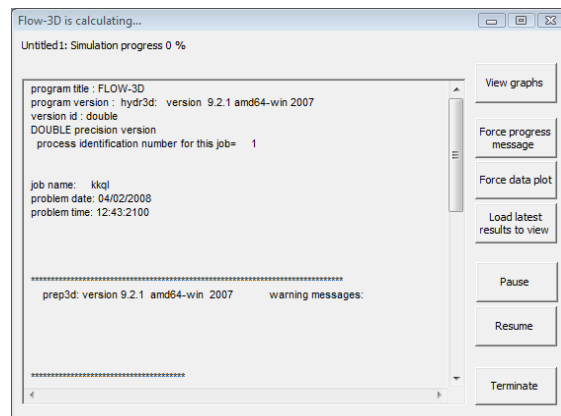 Flow-3D is calculating...
Untitled1: Simulation progress 0 %
program title : FLOW-3D
program version : hydr3d: version 9.2.1 amd64-win 2007
version id : double
DOUBLE precision version
process identification number for this job= 1
job name: kkql
problem date: 04/02/2008
problem time: 12:43:2100
********************************************************************************
prep3d: version 9.2.1 amd64-win 2007 warning messages:
***************************************
View graphs
Force progress
message
Force data plot
Load latest
results to view
Pause
Resume
Terminate